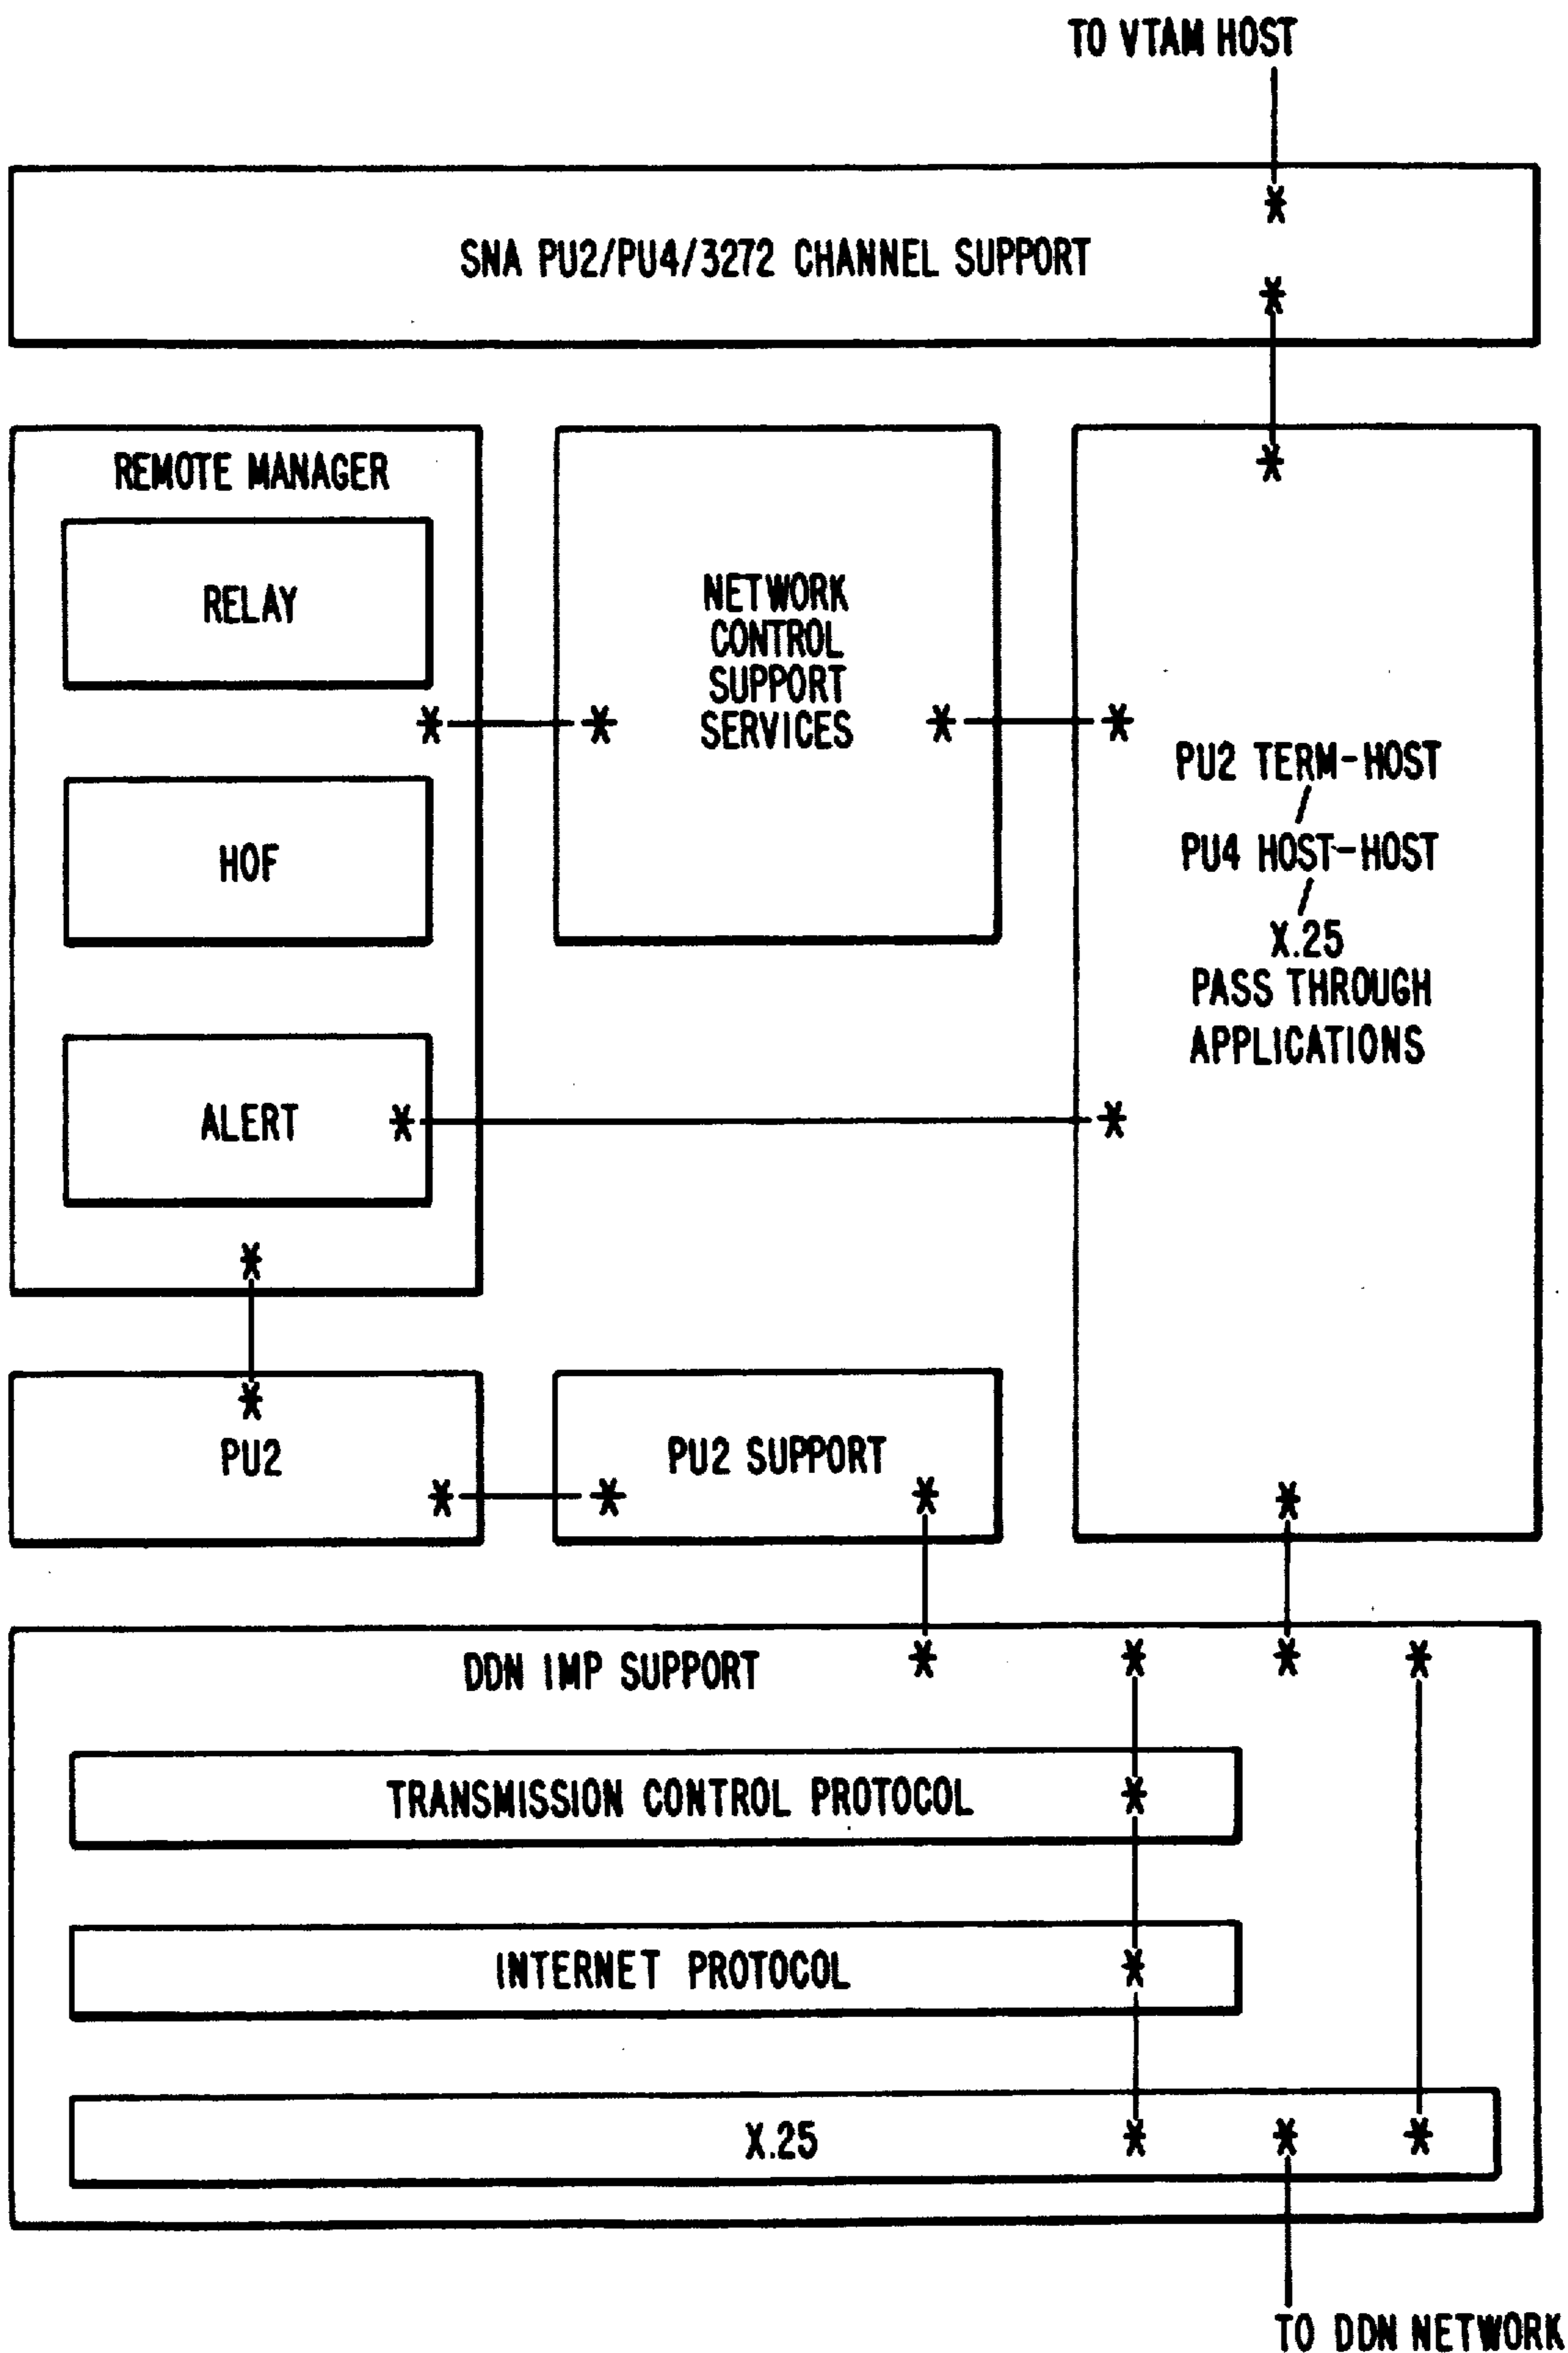 TO VTAM HOST
SNA PU2/PU4/3272 CHANNEL SUPPORT
REMOTE MANAGER
RELAY
HOF
ALERT
NETWORK
CONTROL
SUPPORT
SERVICES
PU2 TERM-HOST
/
PU4 HOST-HOST
/
X.25
PASS THROUGH
APPLICATIONS
PU2
PU2 SUPPORT
DDN IMP SUPPORT
TRANSMISSION CONTROL PROTOCOL
INTERNET PROTOCOL
X.25
TO DDN NETWORK